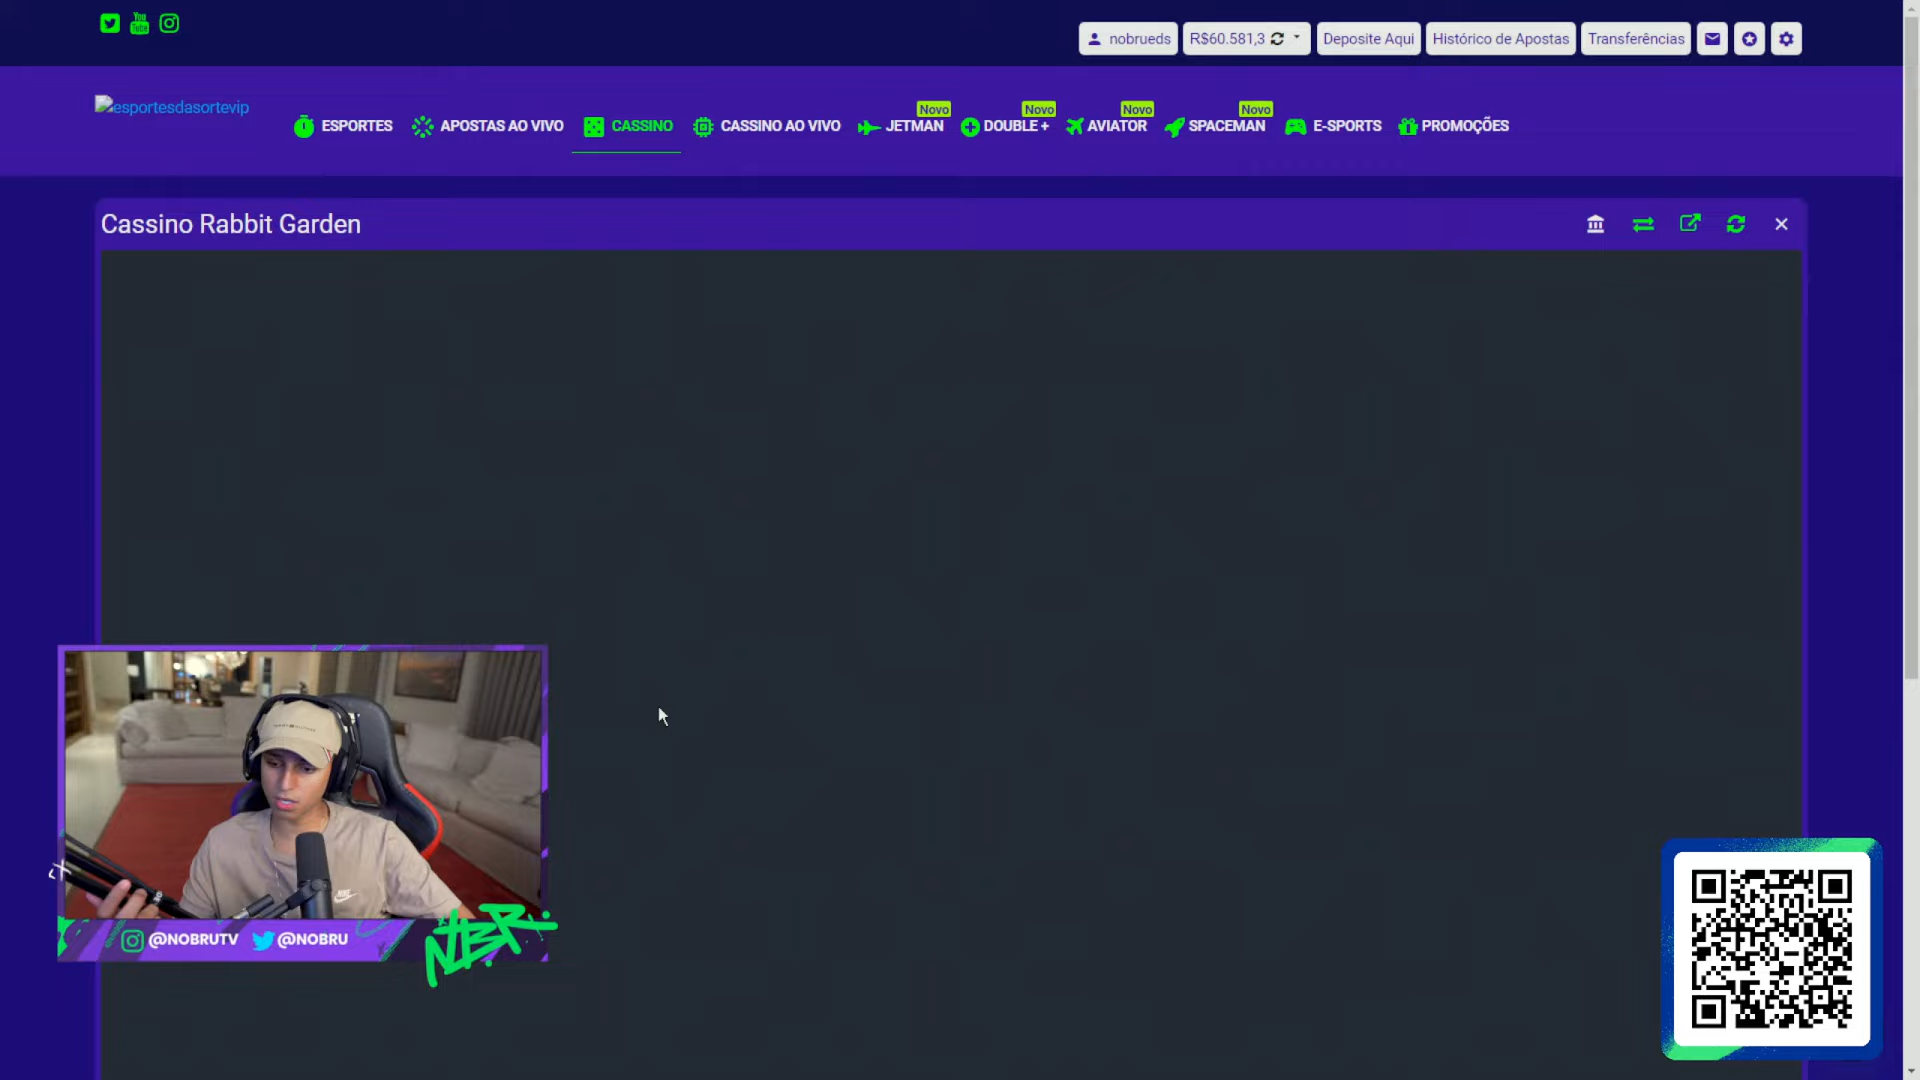 nobrueds R$60.581,3 Deposite Aqui Histórico de Apostas Transferências
esportesdasortevip
ESPORTES APOSTAS AO VIVO CASSINO CASSINO AO VIVO JETMAN Novo DOUBLE + Novo AVIATOR Novo SPACEMAN Novo E-SPORTS PROMOÇÕES
Cassino Rabbit Garden
@NOBRUTV @NOBRU
NBR